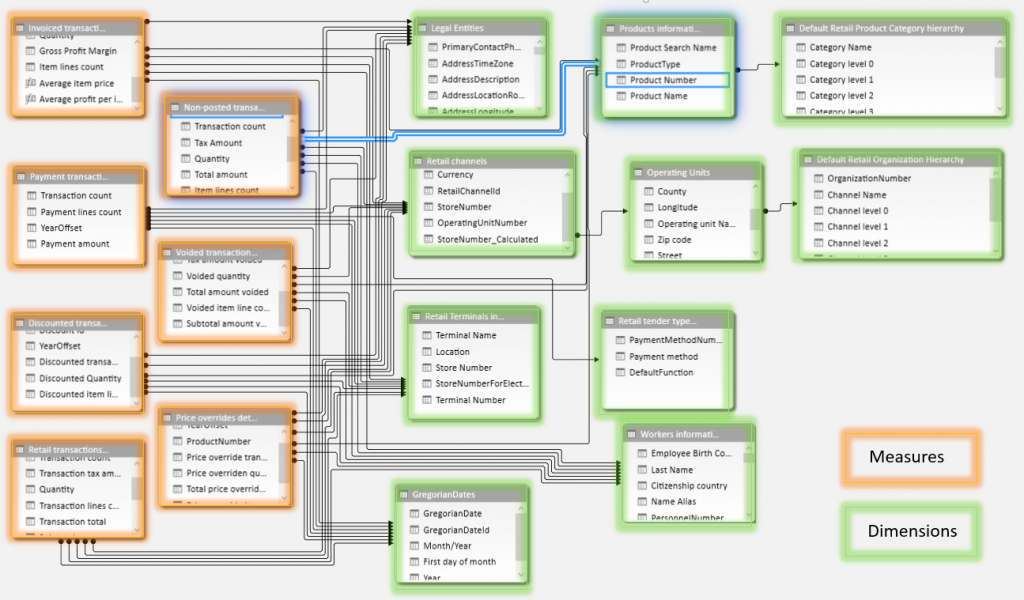 Invoiced transacti...
Quantity
Gross Profit Margin
Item lines count
Average item price
Average profit per i...
Non-posted transa...
Transaction count
Tax Amount
Quantity
Total amount
Item lines count
Payment transacti...
Transaction count
Payment lines count
YearOffset
Payment amount
Voided transaction...
Tax amount voided
Voided quantity
Total amount voided
Voided item line co...
Subtotal amount v...
Discounted transa...
Discount id
YearOffset
Discounted transa...
Discounted Quantity
Discounted item li...
Price overrides det...
YearOffset
ProductNumber
Price override tran...
Price overriden qu...
Total price overrid...
Retail transactions...
Transaction count
Transaction tax am...
Quantity
Transaction lines c...
Transaction total
Legal Entities
PrimaryContactPh...
AddressTimeZone
AddressDescription
AddressLocationRo...
AddressLongitude
Retail channels
Currency
RetailChannelId
StoreNumber
OperatingUnitNumber
StoreNumber_Calculated
Retail Terminals in...
Terminal Name
Location
Store Number
StoreNumberForElect...
Terminal Number
GregorianDates
GregorianDate
GregorianDateId
Month/Year
First day of month
Year
Products informati...
Product Search Name
ProductType
Product Number
Product Name
Operating Units
County
Longitude
Operating unit Na...
Zip code
Street
Retail tender type...
PaymentMethodNum...
Payment method
DefaultFunction
Workers informati...
Employee Birth Co...
Last Name
Citizenship country
Name Alias
PersonnelNumber
Default Retail Product Category hierarchy
Category Name
Category level 0
Category level 1
Category level 2
Category level 3
Default Retail Organization Hierarchy
OrganizationNumber
Channel Name
Channel level 0
Channel level 1
Channel level 2
Measures
Dimensions